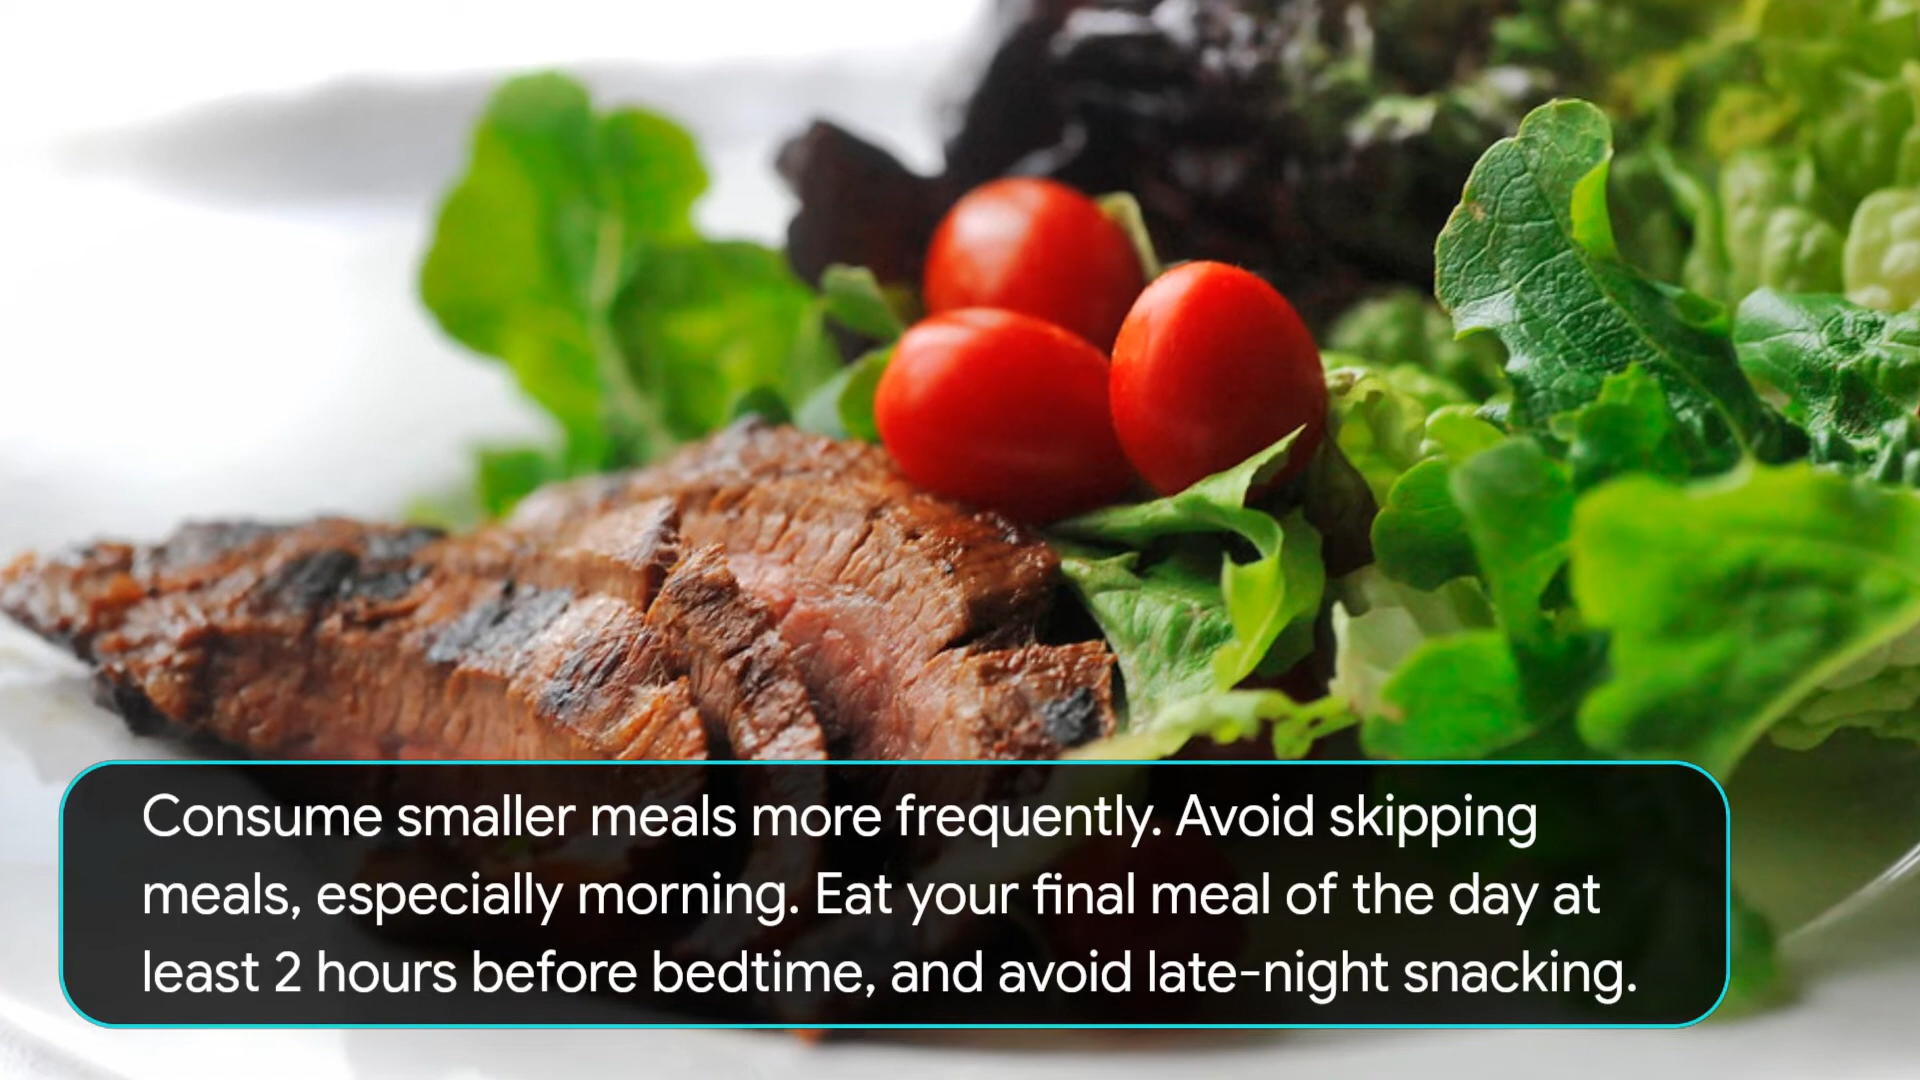 Consume smaller meals more frequently. Avoid skipping
meals, especially morning. Eat your final meal of the day at
least 2 hours before bedtime, and avoid late-night snacking.